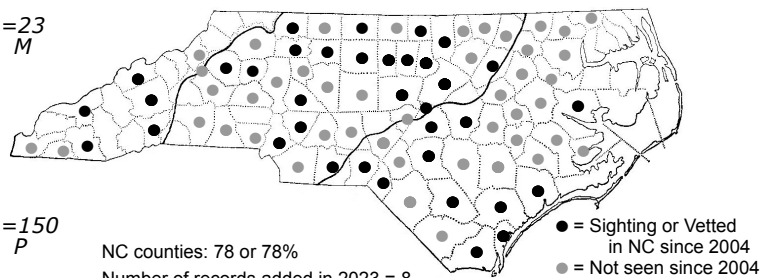 =23
M
=150
P
NC counties: 78 or 78%
Number of records added in 2023 = 8
● = Sighting or Vetted
in NC since 2004
● = Not seen since 2004